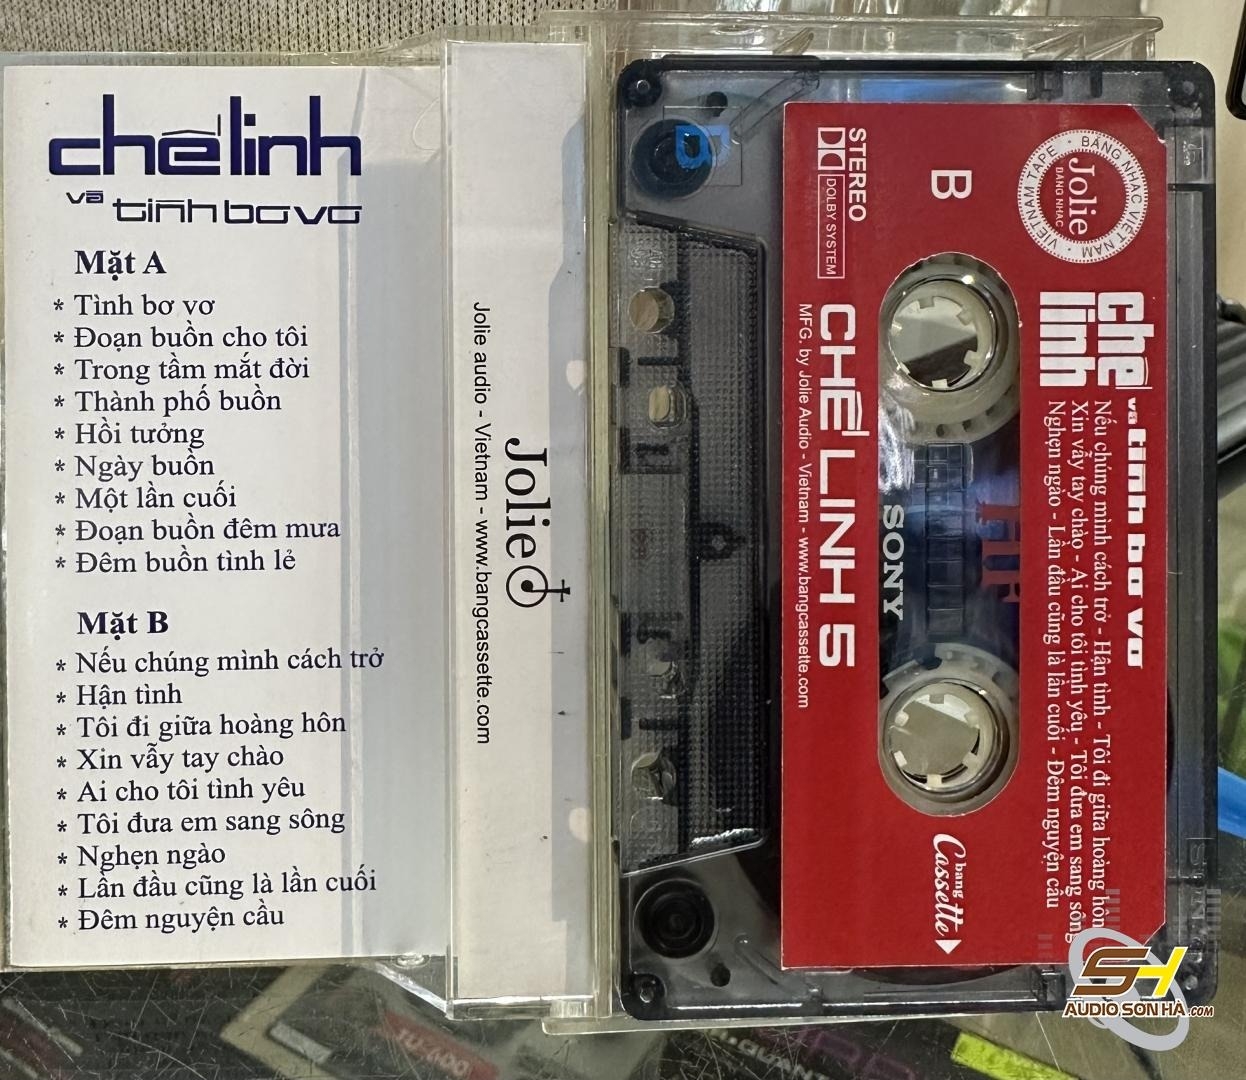 chế linh
và tình bơ vơ
Mặt A
* Tình bơ vơ
* Đoạn buồn cho tôi
* Trong tầm mắt đời
* Thành phố buồn
* Hồi tưởng
* Ngày buồn
* Một lần cuối
* Đoạn buồn đêm mưa
* Đêm buồn tình lẻ
Mặt B
* Nếu chúng mình cách trở
* Hận tình
* Tôi đi giữa hoàng hôn
* Xin vẫy tay chào
* Ai cho tôi tình yêu
* Tôi đưa em sang sông
* Nghẹn ngào
* Lần đầu cũng là lần cuối
* Đêm nguyện cầu
Jolie
Jolie audio - Vietnam - www.bangcassette.com
B
BĂNG NHẠC VIỆT NAM · VIETNAM TAPE ·
Jolie
BĂNG NHẠC
B
STEREO
DOLBY SYSTEM
chế linh
và tình bơ vơ
Nếu chúng mình cách trở - Hận tình - Tôi đi giữa hoàng hôn
Xin vẫy tay chào - Ai cho tôi tình yêu - Tôi đưa em sang sông
Nghẹn ngào - Lần đầu cũng là lần cuối - Đêm nguyện cầu
HF
SONY
CHẾ LINH 5
MFG. by Jolie Audio - Vietnam - www.bangcassette.com
bang
Cassette
SH
AUDIO SƠN HÀ.com